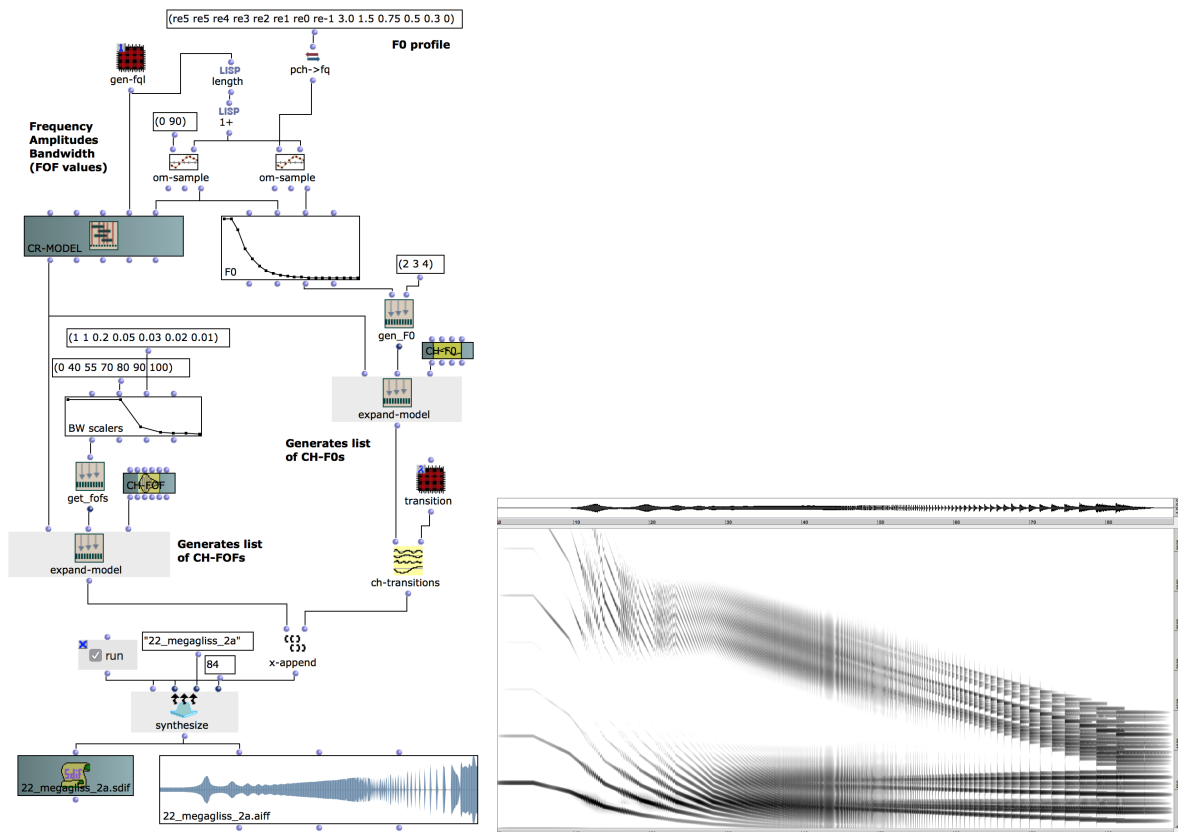 (re5 re5 re4 re3 re2 re1 re0 re-1 3.0 1.5 0.75 0.5 0.3 0)
F0 profile
gen-fql
LISP
length
pch->fq
LISP
1+
(0 90)
Frequency
Amplitudes
Bandwidth
(FOF values)
om-sample
om-sample
CR-MODEL
F0
(2 3 4)
gen_F0
CH-F0
(1 1 0.2 0.05 0.03 0.02 0.01)
(0 40 55 70 80 90 100)
expand-model
BW scalers
Generates list
of CH-F0s
get_fofs
CH-FOF
transition
Generates list
of CH-FOFs
expand-model
ch-transitions
"22_megagliss_2a"
run
84
x-append
synthesize
Sdif
22_megagliss_2a.sdif
22_megagliss_2a.aiff